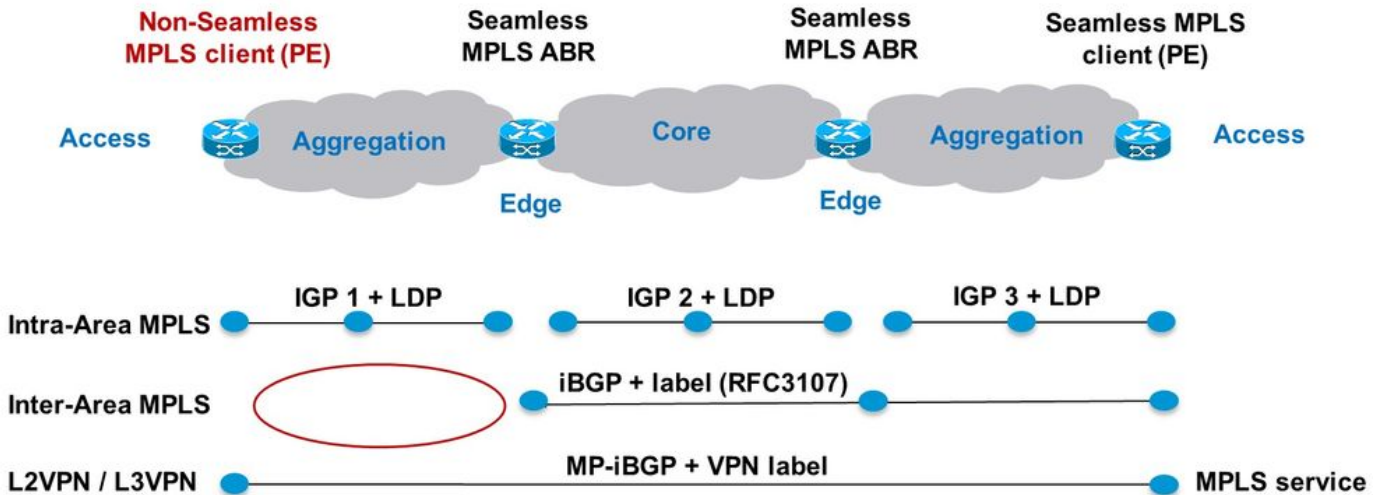 Non-Seamless
MPLS client (PE)
Seamless
MPLS ABR
Seamless
MPLS ABR
Seamless MPLS
client (PE)
Access
Aggregation
Core
Aggregation
Access
Edge
Edge
Intra-Area MPLS
IGP 1 + LDP
IGP 2 + LDP
IGP 3 + LDP
Inter-Area MPLS
iBGP + label (RFC3107)
L2VPN / L3VPN
MP-iBGP + VPN label
MPLS service